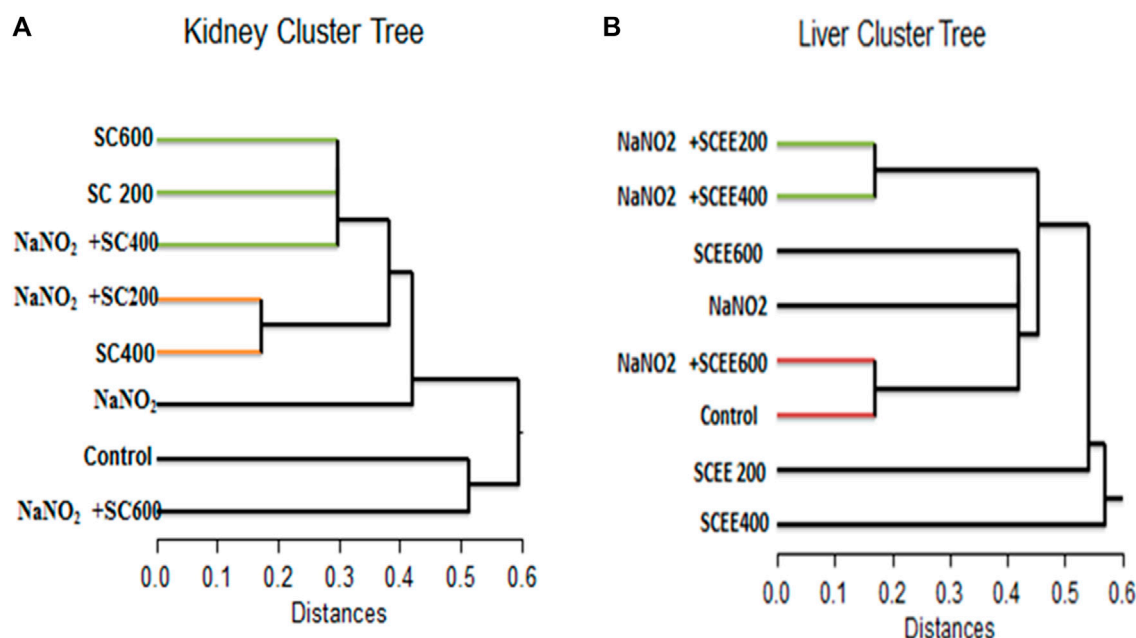 A
Kidney Cluster Tree
SC600
SC 200
NaNO₂ +SC400
NaNO₂ +SC200
SC400
NaNO₂
Control
NaNO₂ +SC600
0.0 0.1 0.2 0.3 0.4 0.5 0.6
Distances
B
Liver Cluster Tree
NaNO2 +SCEE200
NaNO2 +SCEE400
SCEE600
NaNO2
NaNO2 +SCEE600
Control
SCEE 200
SCEE400
0.0 0.1 0.2 0.3 0.4 0.5 0.6
Distances